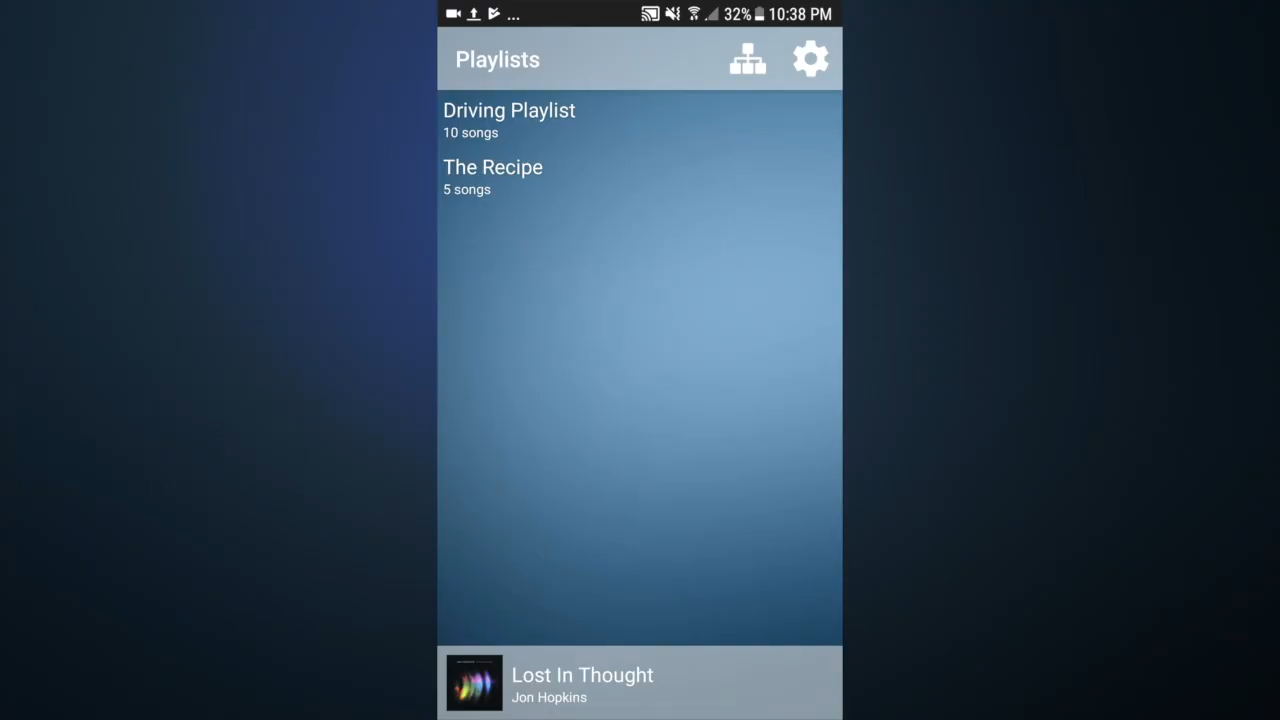 ... 32% 10:38 PM
Playlists
Driving Playlist
10 songs
The Recipe
5 songs
Lost In Thought
Jon Hopkins